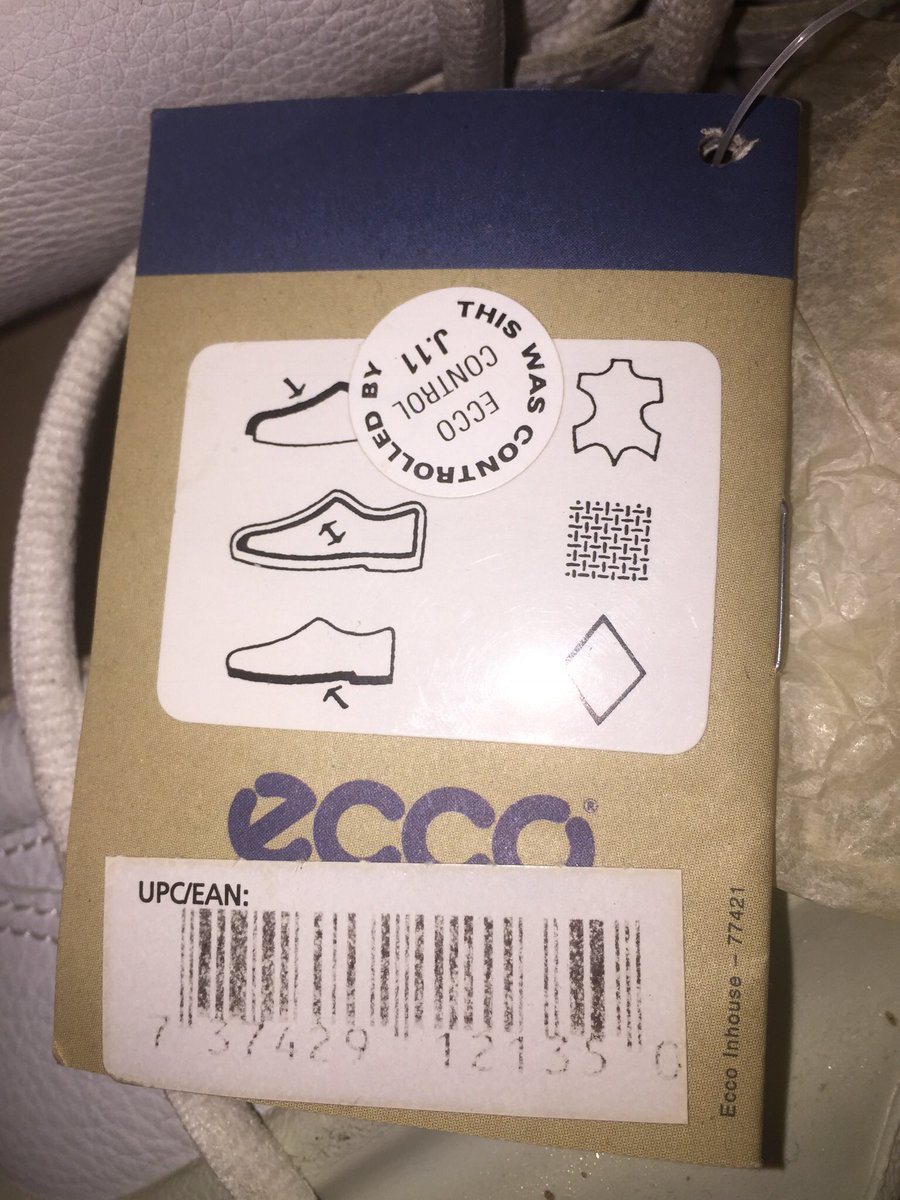 THIS WAS CONTROLLED BY
ECCO
CONTROL
J.11
ecco®
UPC/EAN:
7 37429 12135 0
Ecco Inhouse – 77421